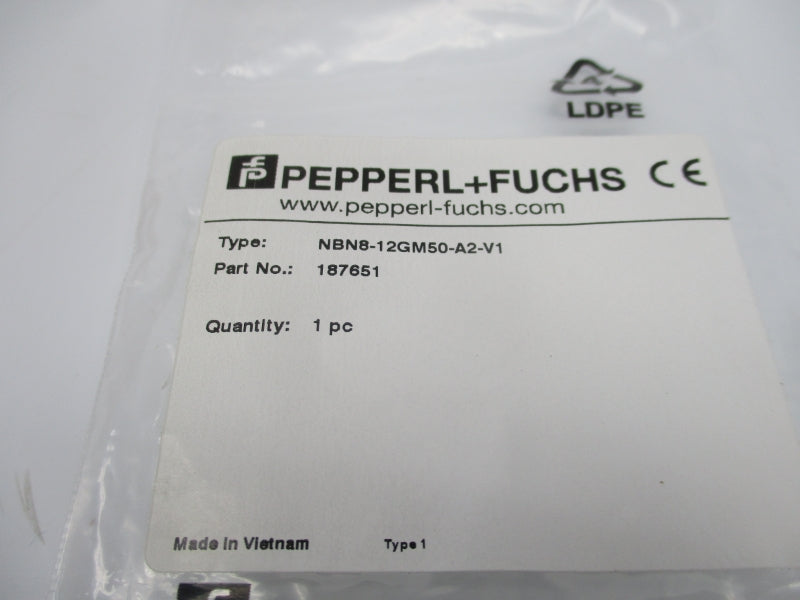 LDPE
PEPPERL+FUCHS CE
www.pepperl-fuchs.com
Type: NBN8-12GM50-A2-V1
Part No.: 187651
Quantity: 1 pc
Made in Vietnam Type 1